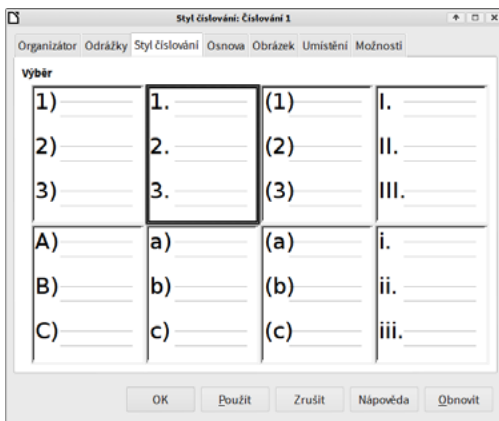 Styl číslování: Číslování 1
Organizátor Odrážky Styl číslování Osnova Obrázek Umístění Možnosti
Výběr
1) 1. (1) I.
2) 2. (2) II.
3) 3. (3) III.
A) a) (a) i.
B) b) (b) ii.
C) c) (c) iii.
OK Použít Zrušit Nápověda Obnovit